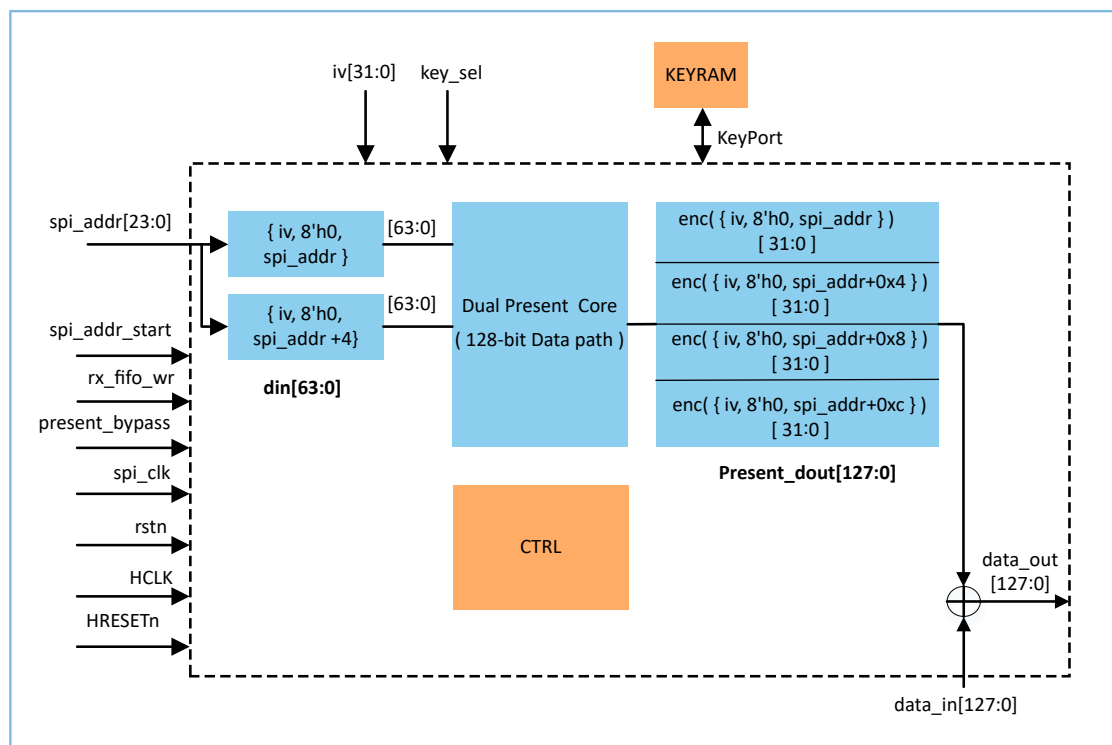 iv[31:0]
key_sel
KEYRAM
KeyPort
spi_addr[23:0]
{ iv, 8'h0,
spi_addr }
[63:0]
{ iv, 8'h0,
spi_addr +4}
[63:0]
din[63:0]
Dual Present Core
( 128-bit Data path )
enc( { iv, 8'h0, spi_addr } )
[ 31:0 ]
enc( { iv, 8'h0, spi_addr+0x4} )
[ 31:0 ]
enc( { iv, 8'h0, spi_addr+0x8} )
[ 31:0 ]
enc( { iv, 8'h0, spi_addr+0xc} )
[ 31:0 ]
Present_dout[127:0]
spi_addr_start
rx_fifo_wr
present_bypass
spi_clk
rstn
HCLK
HRESETn
CTRL
data_out
[127:0]
data_in[127:0]